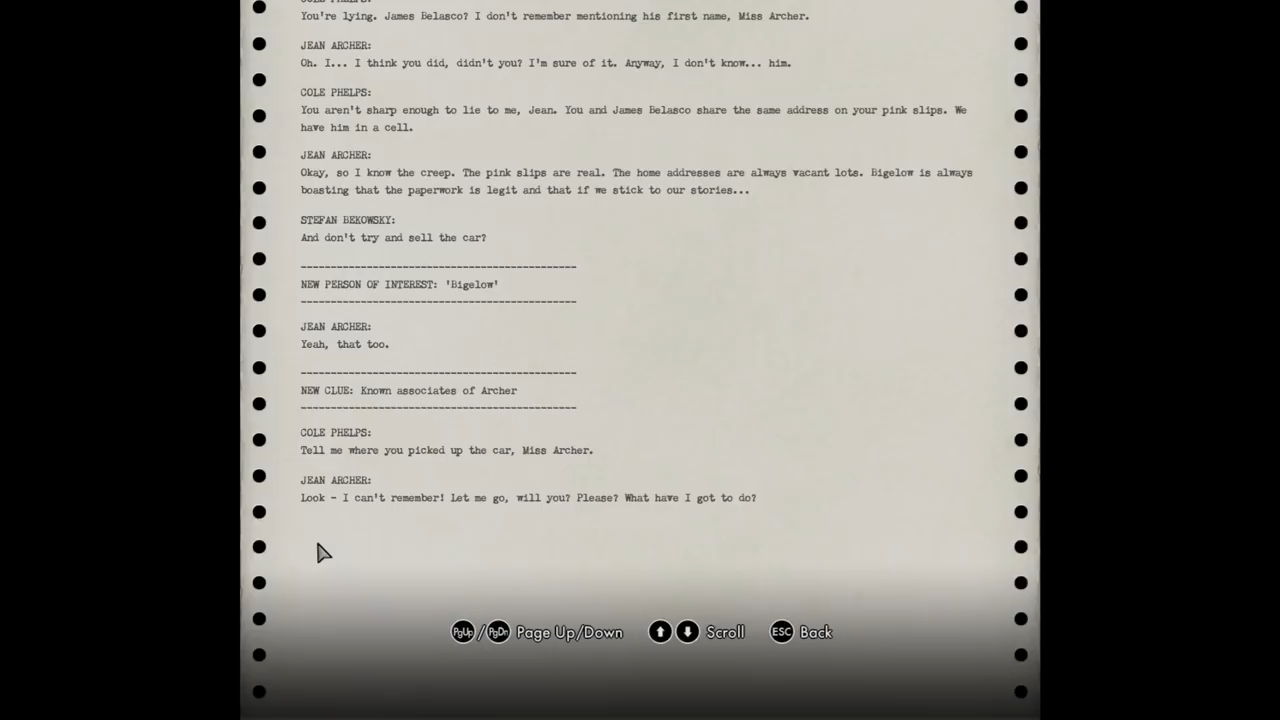 You're lying. James Belasco? I don't remember mentioning his first name, Miss Archer.
JEAN ARCHER:
Oh. I... I think you did, didn't you? I'm sure of it. Anyway, I don't know... him.
COLE PHELPS:
You aren't sharp enough to lie to me, Jean. You and James Belasco share the same address on your pink slips. We
have him in a cell.
JEAN ARCHER:
Okay, so I know the creep. The pink slips are real. The home addresses are always vacant lots. Bigelow is always
boasting that the paperwork is legit and that if we stick to our stories...
STEFAN BEKOWSKY:
And don't try and sell the car?
----------------------------------------------
NEW PERSON OF INTEREST: 'Bigelow'
----------------------------------------------
JEAN ARCHER:
Yeah, that too.
----------------------------------------------
NEW CLUE: Known associates of Archer
----------------------------------------------
COLE PHELPS:
Tell me where you picked up the car, Miss Archer.
JEAN ARCHER:
Look - I can't remember! Let me go, will you? Please? What have I got to do?
PgUp/PgDn Page Up/Down Scroll ESC Back